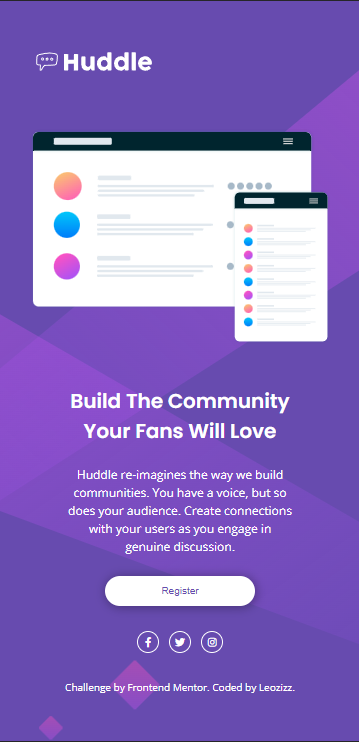 Huddle
Build The Community
Your Fans Will Love
Huddle re-imagines the way we build
communities. You have a voice, but so
does your audience. Create connections
with your users as you engage in
genuine discussion.
Register
Challenge by Frontend Mentor. Coded by Leozizz.